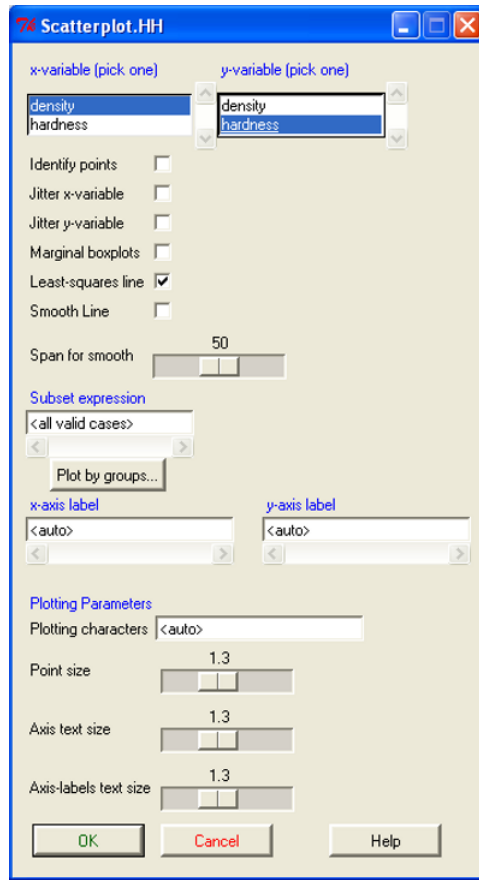 Scatterplot.HH
x-variable (pick one) y-variable (pick one)
density density
hardness hardness
Identify points
Jitter x-variable
Jitter y-variable
Marginal boxplots
Least-squares line
Smooth Line
50
Span for smooth
Subset expression
<all valid cases>
Plot by groups...
x-axis label y-axis label
<auto> <auto>
Plotting Parameters
Plotting characters <auto>
1.3
Point size
1.3
Axis text size
1.3
Axis-labels text size
OK Cancel Help